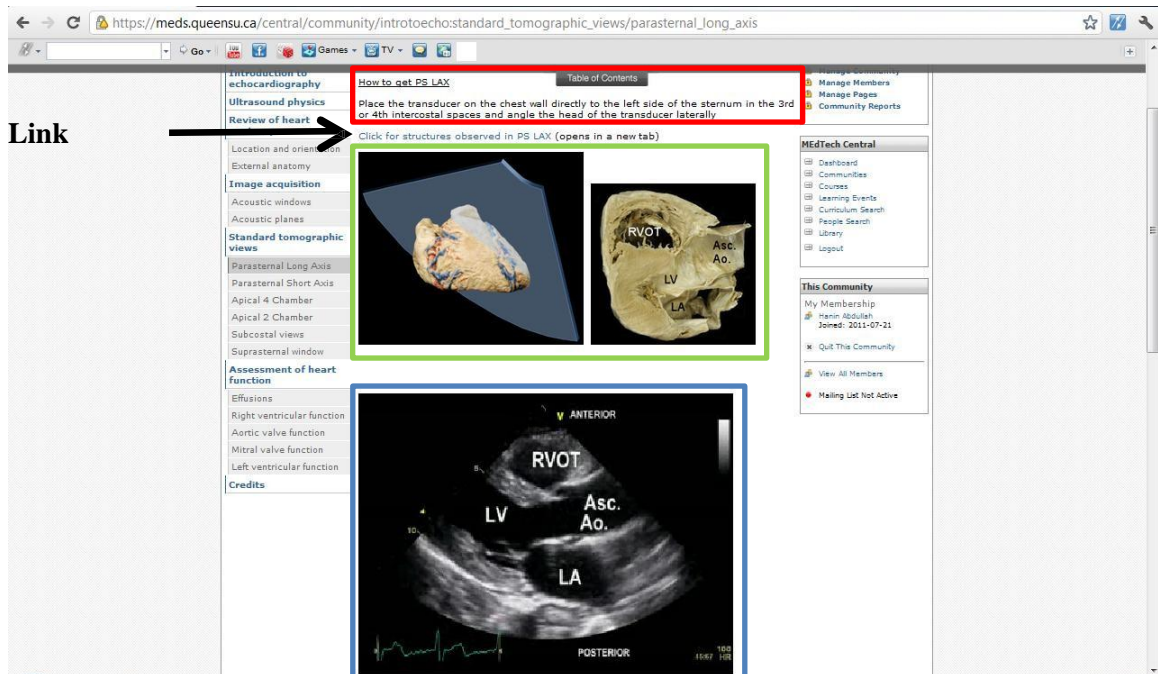 https://meds.queensu.ca/central/community/introtoecho:standard_tomographic_views/parasternal_long_axis
Go
Games
TV
Link
Introduction to
echocardiography
Ultrasound physics
Review of heart
Location and orientation
External anatomy
Image acquisition
Acoustic windows
Acoustic planes
Standard tomographic
views
Parasternal Long Axis
Parasternal Short Axis
Apical 4 Chamber
Apical 2 Chamber
Subcostal views
Suprasternal window
Assessment of heart
function
Effusions
Right ventricular function
Aortic valve function
Mitral valve function
Left ventricular function
Credits
Table of Contents
How to get PS LAX
Place the transducer on the chest wall directly to the left side of the sternum in the 3rd
or 4th intercostal spaces and angle the head of the transducer laterally
Click for structures observed in PS LAX (opens in a new tab)
RVOT
Asc.
Ao.
LV
LA
V ANTERIOR
RVOT
5
LV
Asc.
Ao.
10
LA
POSTERIOR
HR
Manage Community
Manage Members
Manage Pages
Community Reports
MEdTech Central
Dashboard
Communities
Courses
Learning Events
Curriculum Search
People Search
Library
Logout
This Community
My Membership
Hanin Abdullah
Joined: 2011-07-21
Quit This Community
View All Members
Mailing List Not Active